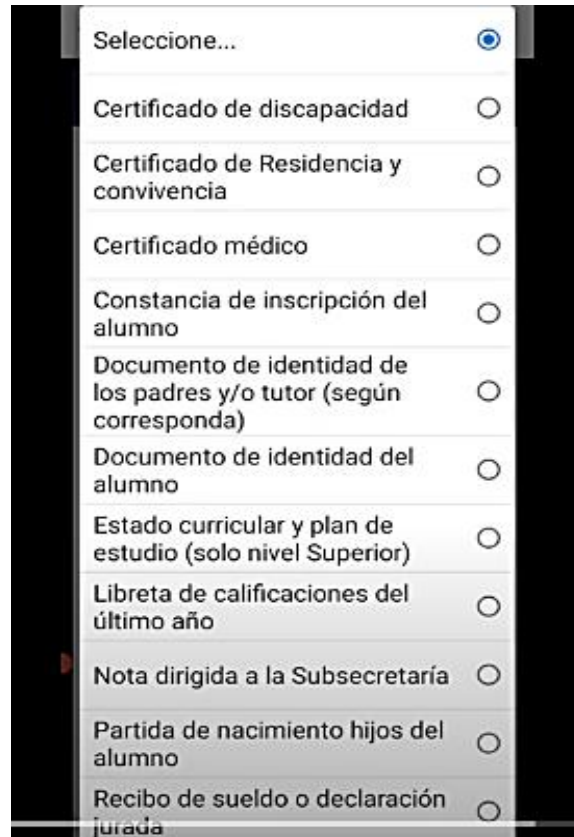 Seleccione...
Certificado de discapacidad
Certificado de Residencia y
convivencia
Certificado médico
Constancia de inscripción del
alumno
Documento de identidad de
los padres y/o tutor (según
corresponda)
Documento de identidad del
alumno
Estado curricular y plan de
estudio (solo nivel Superior)
Libreta de calificaciones del
último año
Nota dirigida a la Subsecretaría
Partida de nacimiento hijos del
alumno
Recibo de sueldo o declaración
jurada